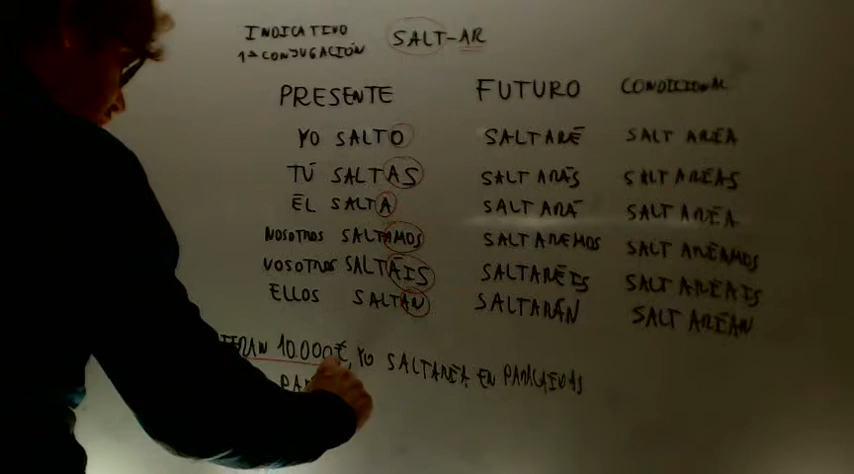 INDICATIVO
1ª CONJUGACIÓN
SALT-AR
PRESENTE FUTURO CONDICIONAL
YO SALTO SALTARÉ SALTARÍA
TÚ SALTAS SALTARÁS SALTARÍAS
ÉL SALTA SALTARÁ SALTARÍA
NOSOTROS SALTAMOS SALTAREMOS SALTARÍAMOS
VOSOTROS SALTÁIS SALTARÉIS SALTARÍAIS
ELLOS SALTAN SALTARÁN SALTARÍAN
10.000€, YO SALTARÍA EN PARACAÍDAS